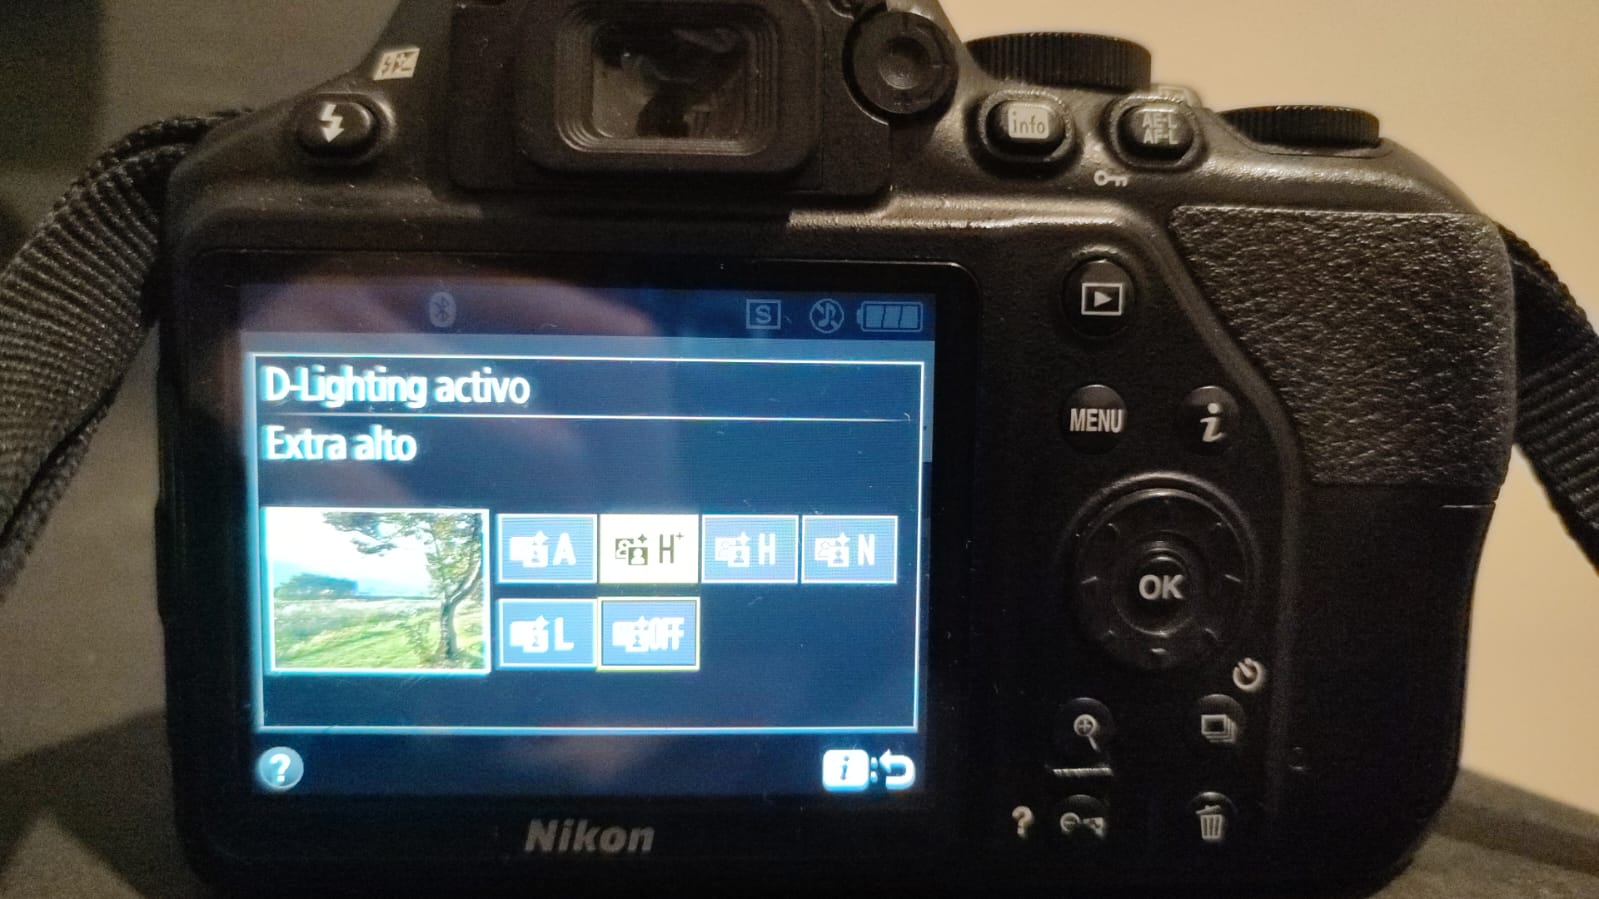 info
AE-L
AF-L
S
D-Lighting activo
Extra alto
MENU
i
A
H+
H
N
L
OFF
OK
?
i
?
Nikon